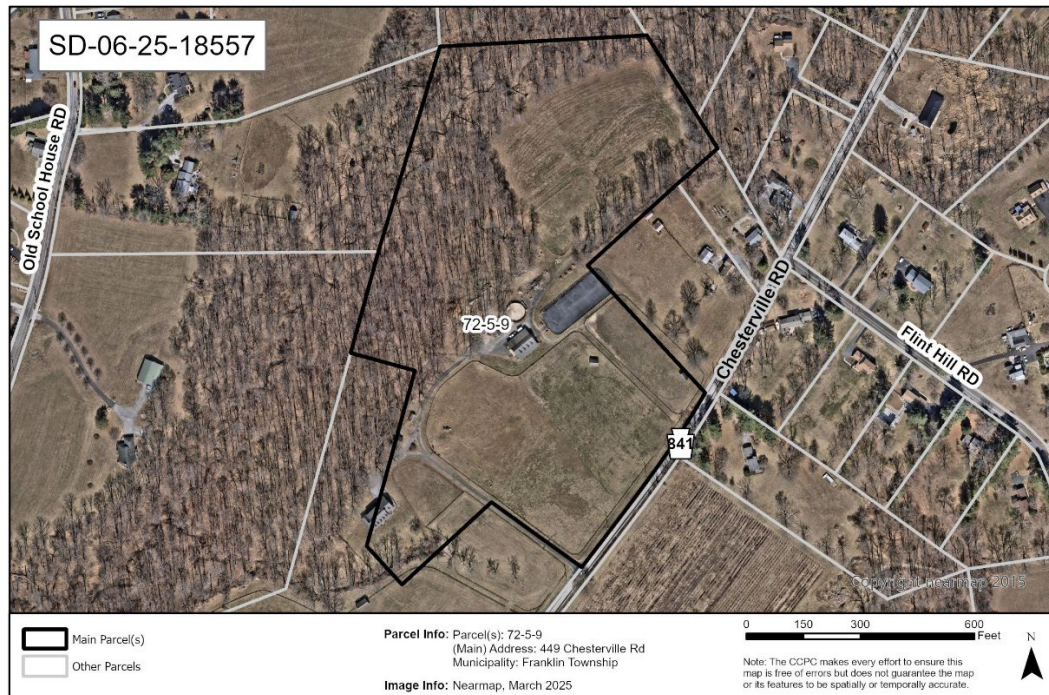 SD-06-25-18557
Old School House RD
72-5-9
Chesterville RD
Flint Hill RD
841
Copyright nearmap 2015
Main Parcel(s)
Other Parcels
Parcel Info: Parcel(s): 72-5-9
(Main) Address: 449 Chesterville Rd
Municipality: Franklin Township
Image Info: Nearmap, March 2025
0 150 300 600
Feet
Note: The CCPC makes every effort to ensure this
map is free of errors but does not guarantee the map
or its features to be spatially or temporally accurate.
N